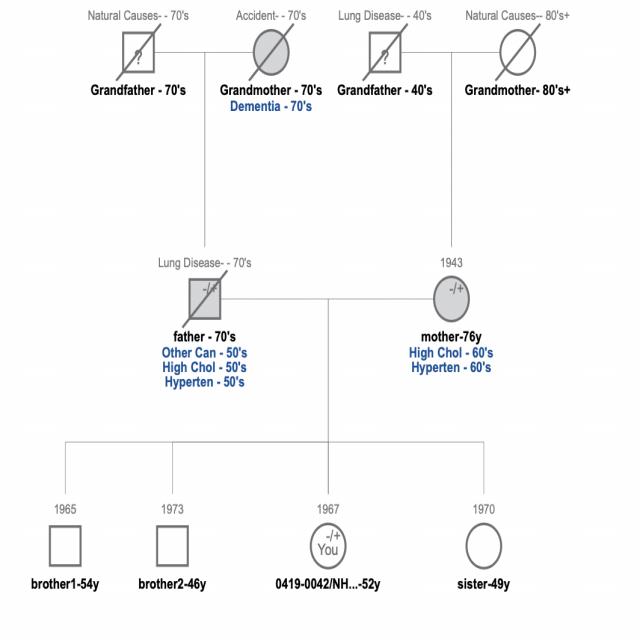 Natural Causes- - 70's
Accident- - 70's
Lung Disease- - 40's
Natural Causes-- 80's+
?
?
Grandfather - 70's
Grandmother - 70's
Grandfather - 40's
Grandmother- 80's+
Dementia - 70's
Lung Disease- - 70's
1943
-/+
-/+
father - 70's
mother-76y
Other Can - 50's
High Chol - 60's
High Chol - 50's
Hyperten - 60's
Hyperten - 50's
1965
1973
1967
1970
-/+
You
brother1-54y
brother2-46y
0419-0042/NH...-52y
sister-49y